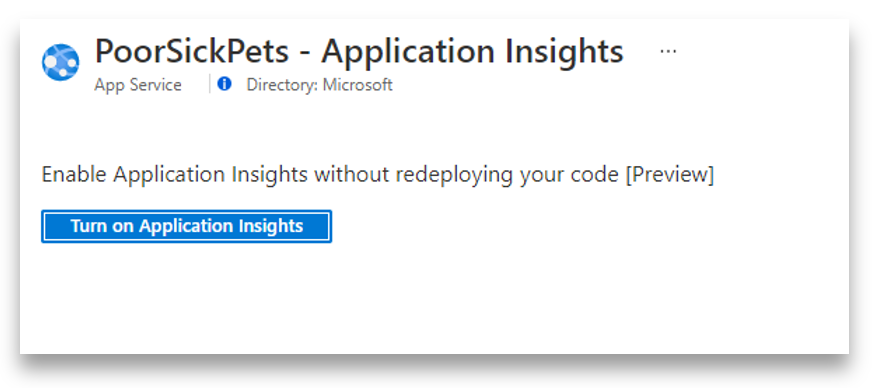 PoorSickPets - Application Insights ...
App Service Directory: Microsoft
Enable Application Insights without redeploying your code [Preview]
Turn on Application Insights